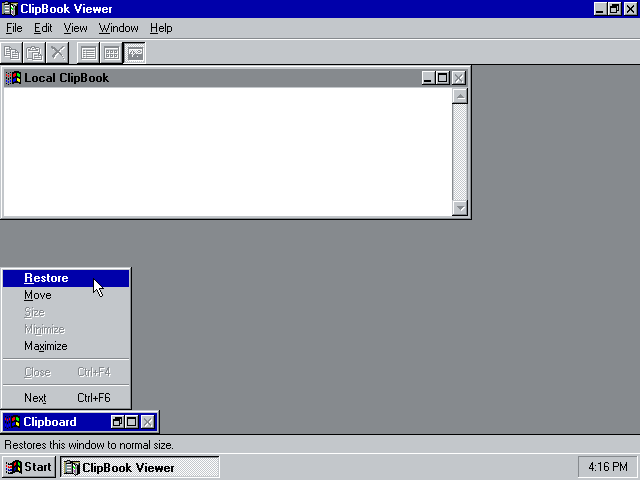 ClipBook Viewer
File Edit View Window Help
Local ClipBook
Restore
Move
Size
Minimize
Maximize
Close Ctrl+F4
Next Ctrl+F6
Clipboard
Restores this window to normal size.
Start ClipBook Viewer 4:16 PM